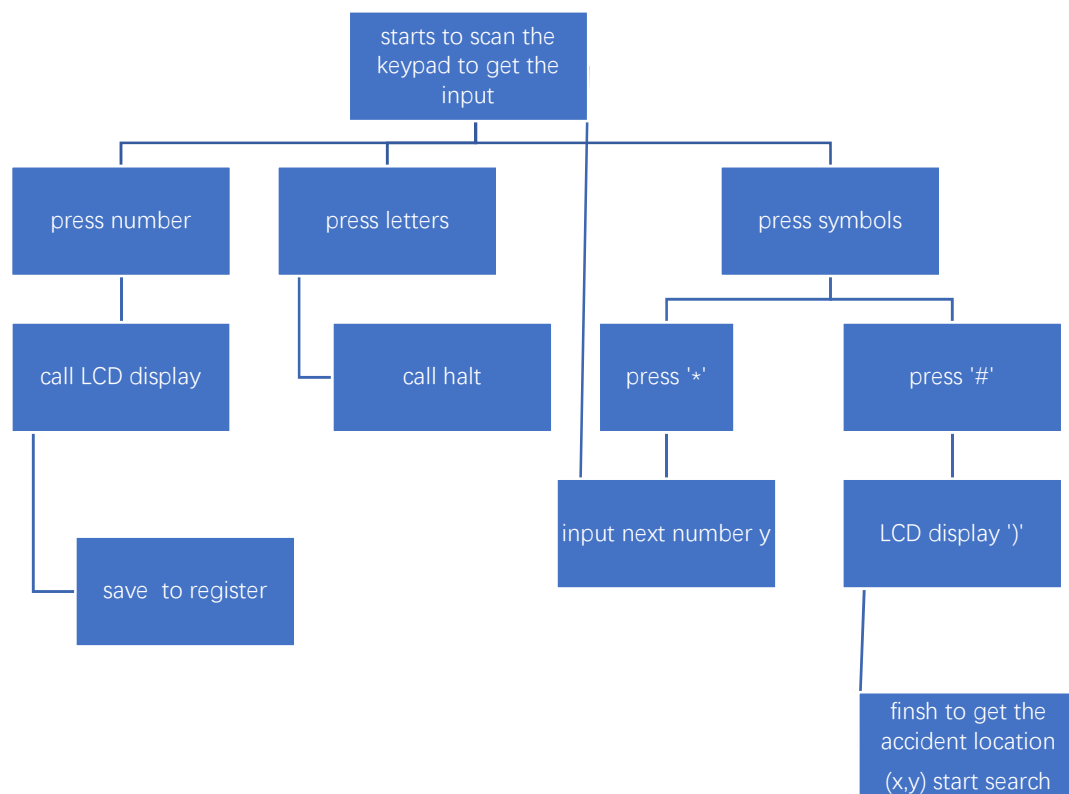 starts to scan the
keypad to get the
input
press number
press letters
press symbols
call LCD display
call halt
press '*'
press '#'
input next number y
LCD display ')'
save  to register
finsh to get the
accident location
(x,y) start search